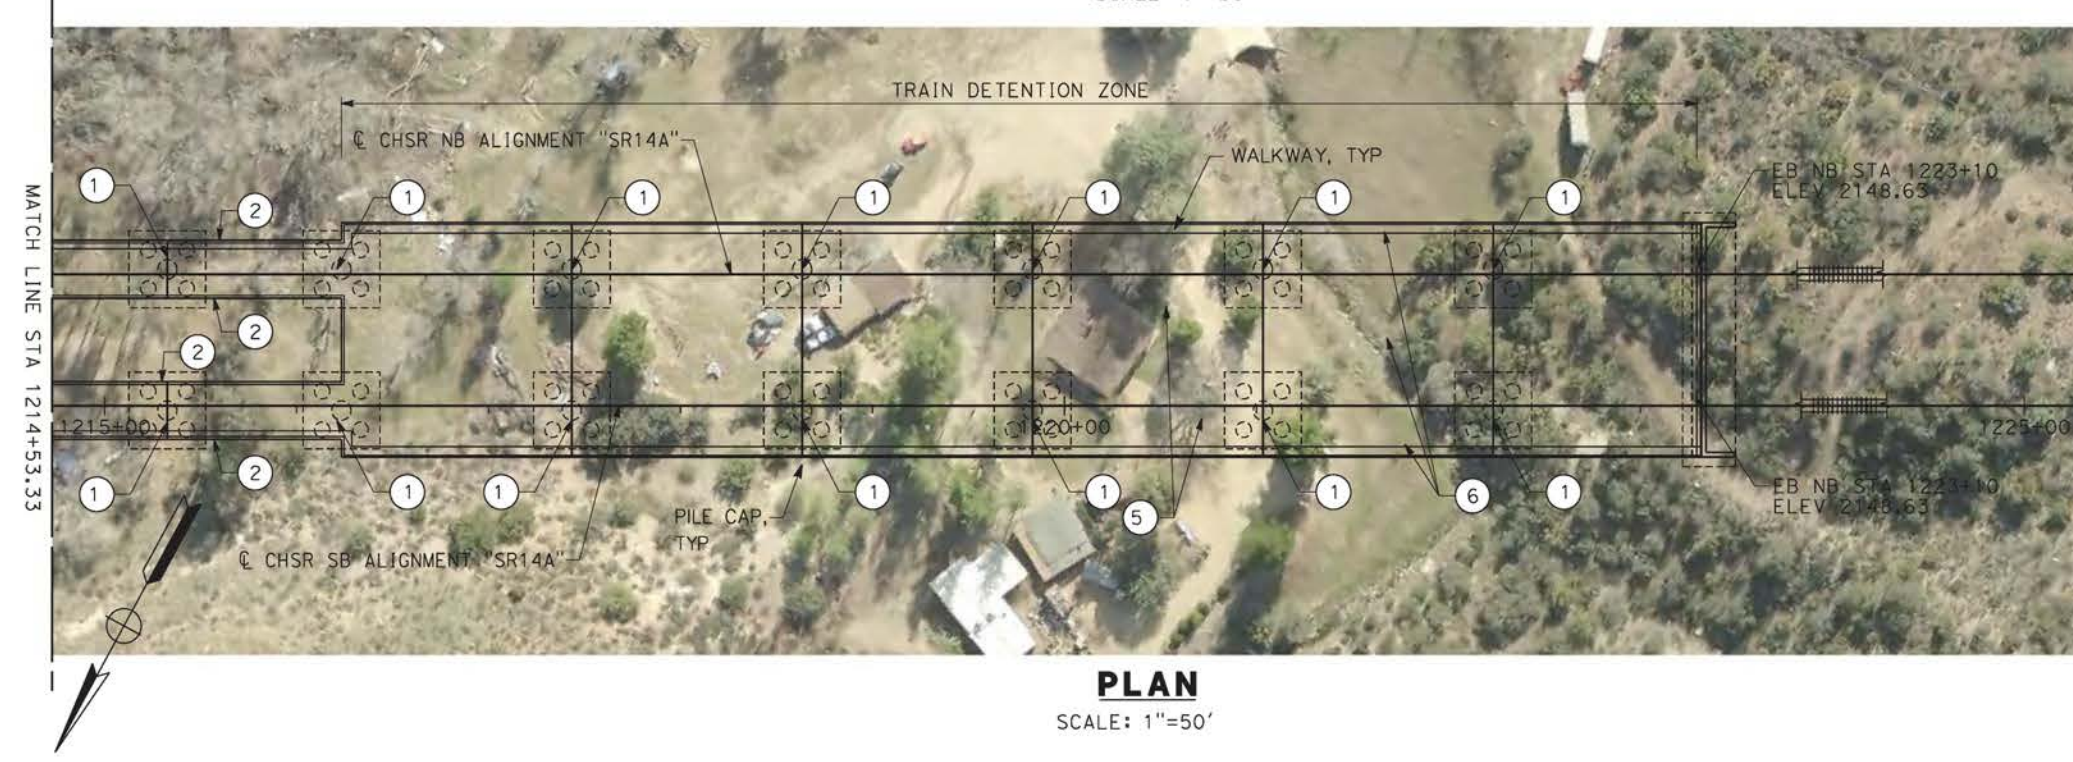 TRAIN DETENTION ZONE
℄ CHSR NB ALIGNMENT "SR14A"
WALKWAY, TYP
EB NB STA 1223+10
ELEV 2148.63
MATCH LINE STA 1214+53.33
1
2
1
1
1
1
1
1
2
2
1215+00
1220+00
1225+00
1
2
1
1
1
1
5
1
6
1
EB NB STA 1223+10
ELEV 2148.63
PILE CAP,
TYP
℄ CHSR SB ALIGNMENT "SR14A"
PLAN
SCALE: 1"=50'